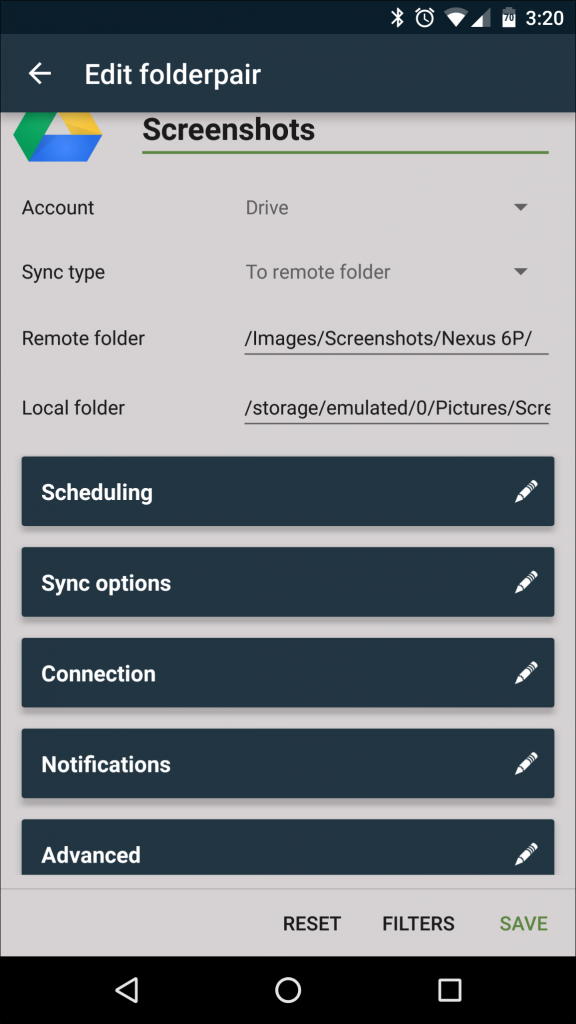 70 3:20
Edit folderpair
Screenshots
Account Drive
Sync type To remote folder
Remote folder /Images/Screenshots/Nexus 6P/
Local folder /storage/emulated/0/Pictures/Scre
Scheduling
Sync options
Connection
Notifications
Advanced
RESET FILTERS SAVE